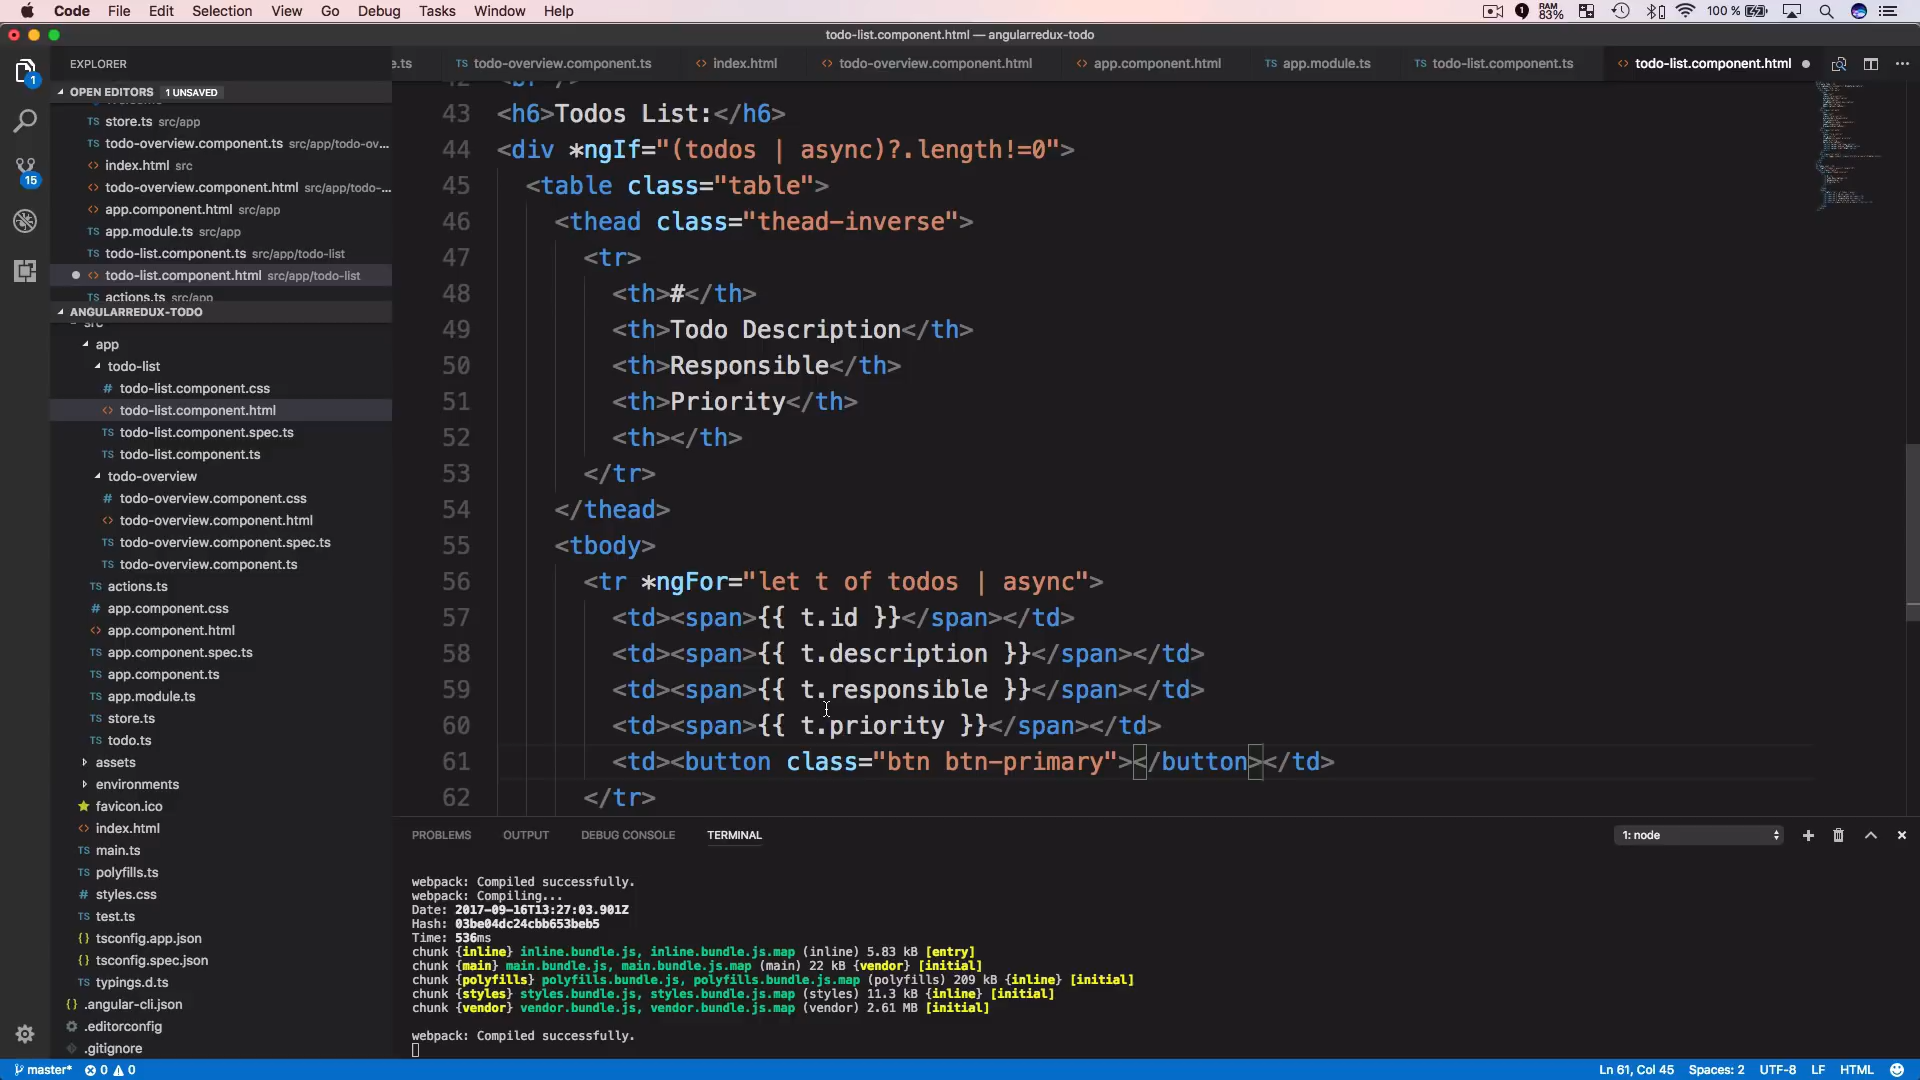 Code File Edit Selection View Go Debug Tasks Window Help
1 RAM 83% 100 %
todo-list.component.html — angularredux-todo
EXPLORER
e.ts
todo-overview.component.ts
index.html
todo-overview.component.html
app.component.html
app.module.ts
todo-list.component.ts
todo-list.component.html
1
15
OPEN EDITORS 1 UNSAVED
store.ts src/app
todo-overview.component.ts src/app/todo-ov...
index.html src
todo-overview.component.html src/app/todo-...
app.component.html src/app
app.module.ts src/app
todo-list.component.ts src/app/todo-list
todo-list.component.html src/app/todo-list
actions.ts src/app
ANGULARREDUX-TODO
src
app
todo-list
todo-list.component.css
todo-list.component.html
todo-list.component.spec.ts
todo-list.component.ts
todo-overview
todo-overview.component.css
todo-overview.component.html
todo-overview.component.spec.ts
todo-overview.component.ts
actions.ts
app.component.css
app.component.html
app.component.spec.ts
app.component.ts
app.module.ts
store.ts
todo.ts
assets
environments
favicon.ico
index.html
main.ts
polyfills.ts
styles.css
test.ts
tsconfig.app.json
tsconfig.spec.json
typings.d.ts
.angular-cli.json
.editorconfig
.gitignore
42 <br />
43 <h6>Todos List:</h6>
44 <div *ngIf="(todos | async)?.length!=0">
45 <table class="table">
46 <thead class="thead-inverse">
47 <tr>
48 <th>#</th>
49 <th>Todo Description</th>
50 <th>Responsible</th>
51 <th>Priority</th>
52 <th></th>
53 </tr>
54 </thead>
55 <tbody>
56 <tr *ngFor="let t of todos | async">
57 <td><span>{{ t.id }}</span></td>
58 <td><span>{{ t.description }}</span></td>
59 <td><span>{{ t.responsible }}</span></td>
60 <td><span>{{ t.priority }}</span></td>
61 <td><button class="btn btn-primary"></button></td>
62 </tr>
PROBLEMS OUTPUT DEBUG CONSOLE TERMINAL 1: node
webpack: Compiled successfully.
webpack: Compiling...
Date: 2017-09-16T13:27:03.901Z
Hash: 03be04dc24cbb653beb5
Time: 536ms
chunk {inline} inline.bundle.js, inline.bundle.js.map (inline) 5.83 kB [entry]
chunk {main} main.bundle.js, main.bundle.js.map (main) 22 kB {vendor} [initial]
chunk {polyfills} polyfills.bundle.js, polyfills.bundle.js.map (polyfills) 209 kB {inline} [initial]
chunk {styles} styles.bundle.js, styles.bundle.js.map (styles) 11.3 kB {inline} [initial]
chunk {vendor} vendor.bundle.js, vendor.bundle.js.map (vendor) 2.61 MB [initial]
webpack: Compiled successfully.
master* 0 0
Ln 61, Col 45 Spaces: 2 UTF-8 LF HTML